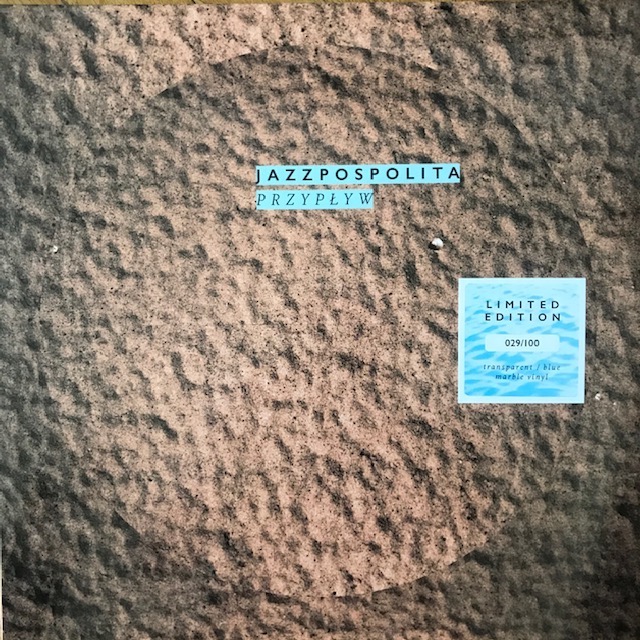 JAZZPOSPOLITA
PRZYPŁYW
LIMITED
EDITION
029/100
transparent / blue
marble vinyl